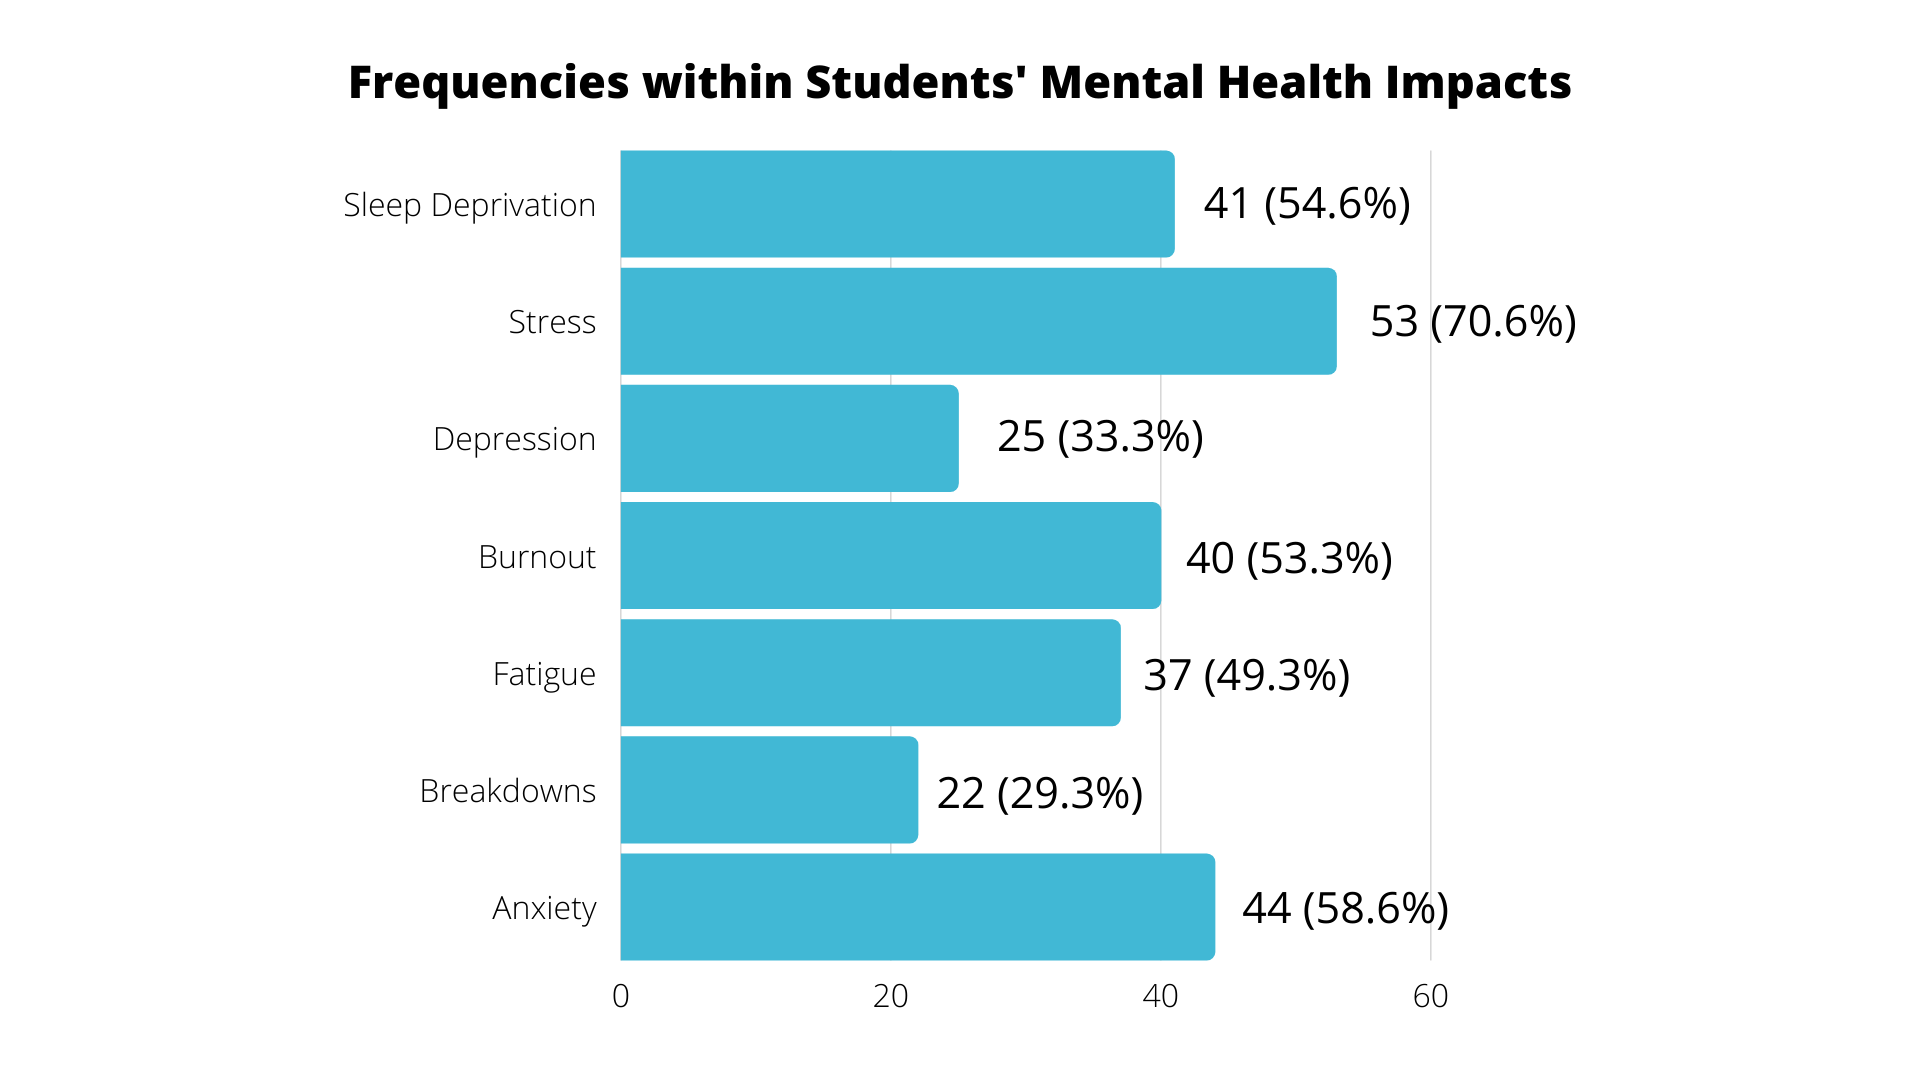 Frequencies within Students' Mental Health Impacts
Sleep Deprivation 41 (54.6%)
Stress 53 (70.6%)
Depression 25 (33.3%)
Burnout 40 (53.3%)
Fatigue 37 (49.3%)
Breakdowns 22 (29.3%)
Anxiety 44 (58.6%)
0 20 40 60